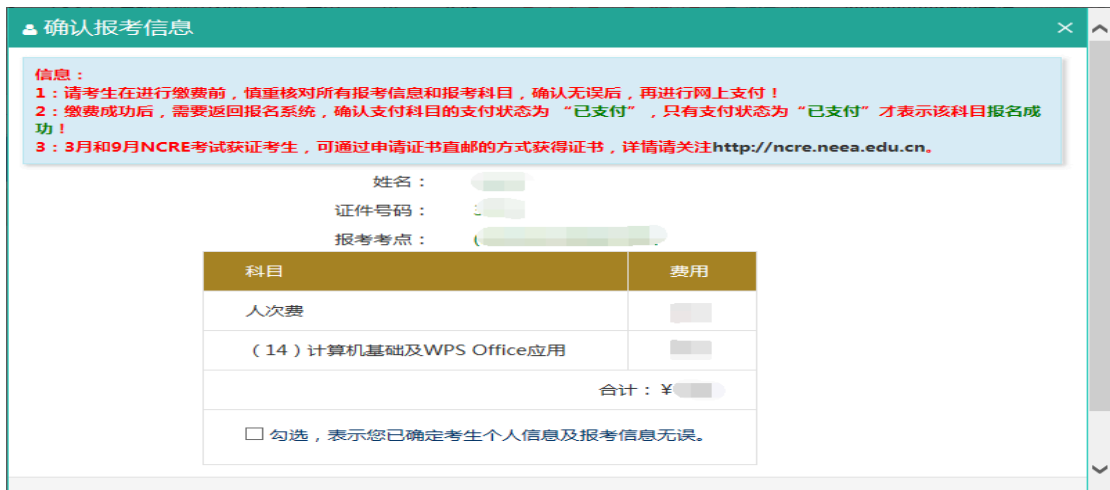 确认报考信息
信息：
1：请考生在进行缴费前，慎重核对所有报考信息和报考科目，确认无误后，再进行网上支付！
2：缴费成功后，需要返回报名系统，确认支付科目的支付状态为 “已支付” ，只有支付状态为“已支付”才表示该科目报名成
功！
3：3月和9月NCRE考试获证考生，可通过申请证书直邮的方式获得证书，详情请关注http://ncre.neea.edu.cn。
姓名：
证件号码：
报考考点：
科目 费用
人次费
（14）计算机基础及WPS Office应用
合计：¥
勾选，表示您已确定考生个人信息及报考信息无误。